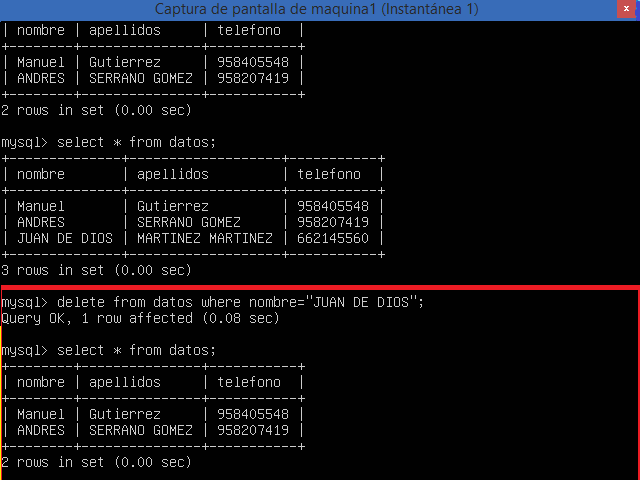 Captura de pantalla de maquina1 (Instantánea 1)
x
| nombre | apellidos     | telefono  |
+--------+---------------+-----------+
| Manuel | Gutierrez     | 958405548 |
| ANDRES | SERRANO GOMEZ | 958207419 |
+--------+---------------+-----------+
2 rows in set (0.00 sec)
mysql> select * from datos;
+--------------+-------------------+-----------+
| nombre       | apellidos         | telefono  |
+--------------+-------------------+-----------+
| Manuel       | Gutierrez         | 958405548 |
| ANDRES       | SERRANO GOMEZ     | 958207419 |
| JUAN DE DIOS | MARTINEZ MARTINEZ | 662145560 |
+--------------+-------------------+-----------+
3 rows in set (0.00 sec)
mysql> delete from datos where nombre="JUAN DE DIOS";
Query OK, 1 row affected (0.08 sec)
mysql> select * from datos;
+--------+---------------+-----------+
| nombre | apellidos     | telefono  |
+--------+---------------+-----------+
| Manuel | Gutierrez     | 958405548 |
| ANDRES | SERRANO GOMEZ | 958207419 |
+--------+---------------+-----------+
2 rows in set (0.00 sec)